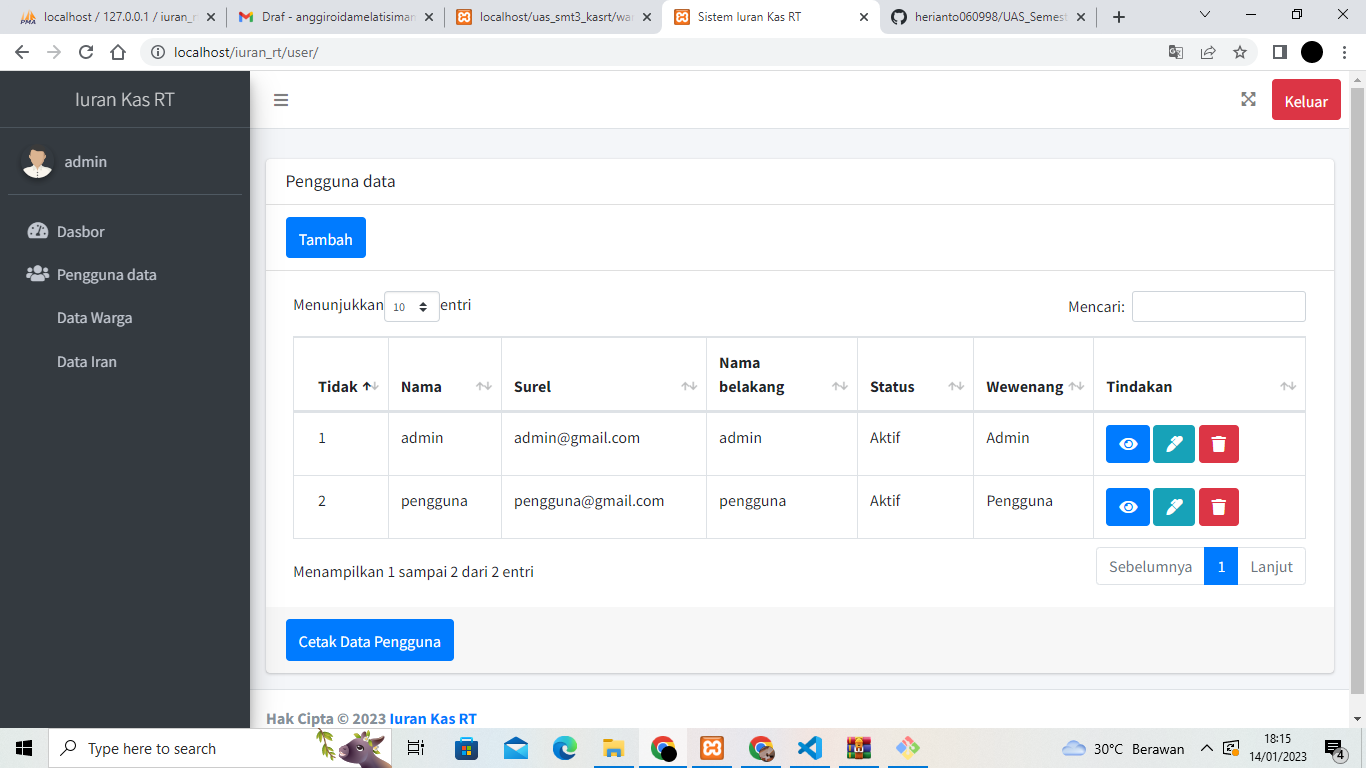 localhost / 127.0.0.1 / iuran_r
Draf - anggiroidamelatisiman
localhost/uas_smt3_kasrt/war
Sistem Iuran Kas RT
herianto060998/UAS_Semest
localhost/iuran_rt/user/
Iuran Kas RT
Keluar
admin
Dasbor
Pengguna data
Data Warga
Data Iran
Pengguna data
Tambah
Menunjukkan 10 entri
Mencari:
Tidak Nama Surel Nama belakang Status Wewenang Tindakan
1 admin admin@gmail.com admin Aktif Admin
2 pengguna pengguna@gmail.com pengguna Aktif Pengguna
Menampilkan 1 sampai 2 dari 2 entri
Sebelumnya 1 Lanjut
Cetak Data Pengguna
Hak Cipta © 2023 Iuran Kas RT
Type here to search
30°C Berawan
18:15
14/01/2023
4